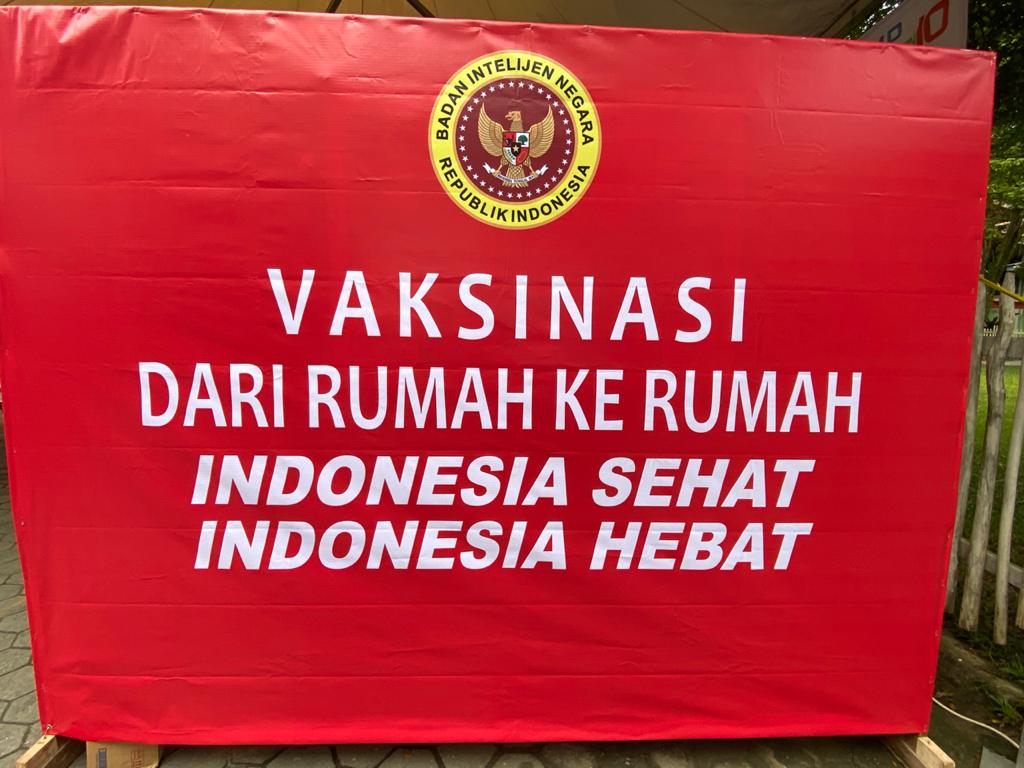 BADAN INTELIJEN NEGARA
REPUBLIK INDONESIA
VAKSINASI
DARI RUMAH KE RUMAH
INDONESIA SEHAT
INDONESIA HEBAT